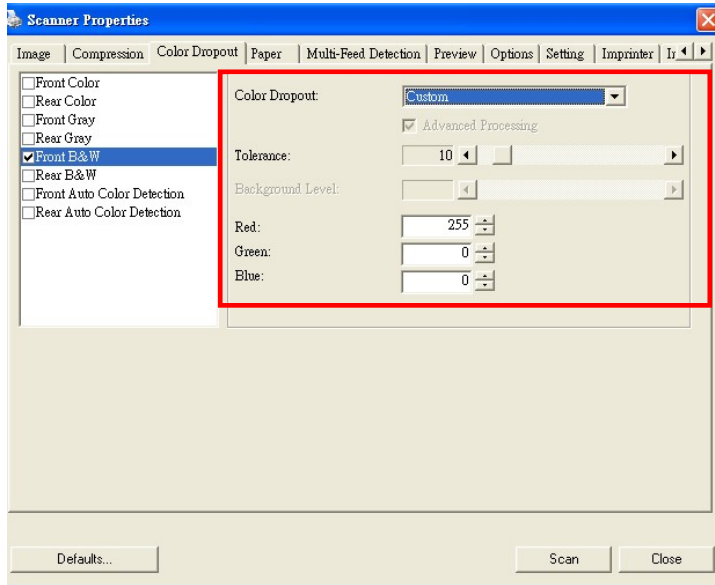 Scanner Properties
Image Compression Color Dropout Paper Multi-Feed Detection Preview Options Setting Imprinter
Front Color
Rear Color
Front Gray
Rear Gray
Front B&W
Rear B&W
Front Auto Color Detection
Rear Auto Color Detection
Color Dropout: Custom
Advanced Processing
Tolerance: 10
Background Level:
Red: 255
Green: 0
Blue: 0
Defaults... Scan Close